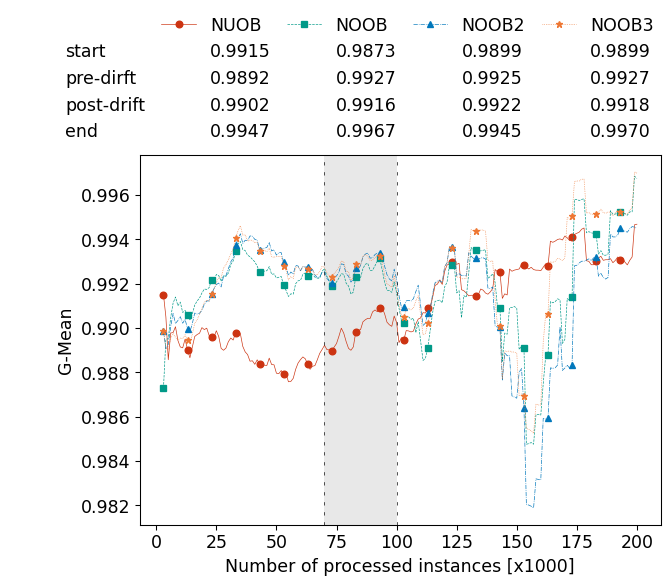 NUOB NOOB NOOB2 NOOB3
start 0.9915 0.9873 0.9899 0.9899
pre-dirft 0.9892 0.9927 0.9925 0.9927
post-drift 0.9902 0.9916 0.9922 0.9918
end 0.9947 0.9967 0.9945 0.9970
0.996
0.994
0.992
0.990
0.988
0.986
0.984
0.982
G-Mean
0 25 50 75 100 125 150 175 200
Number of processed instances [x1000]